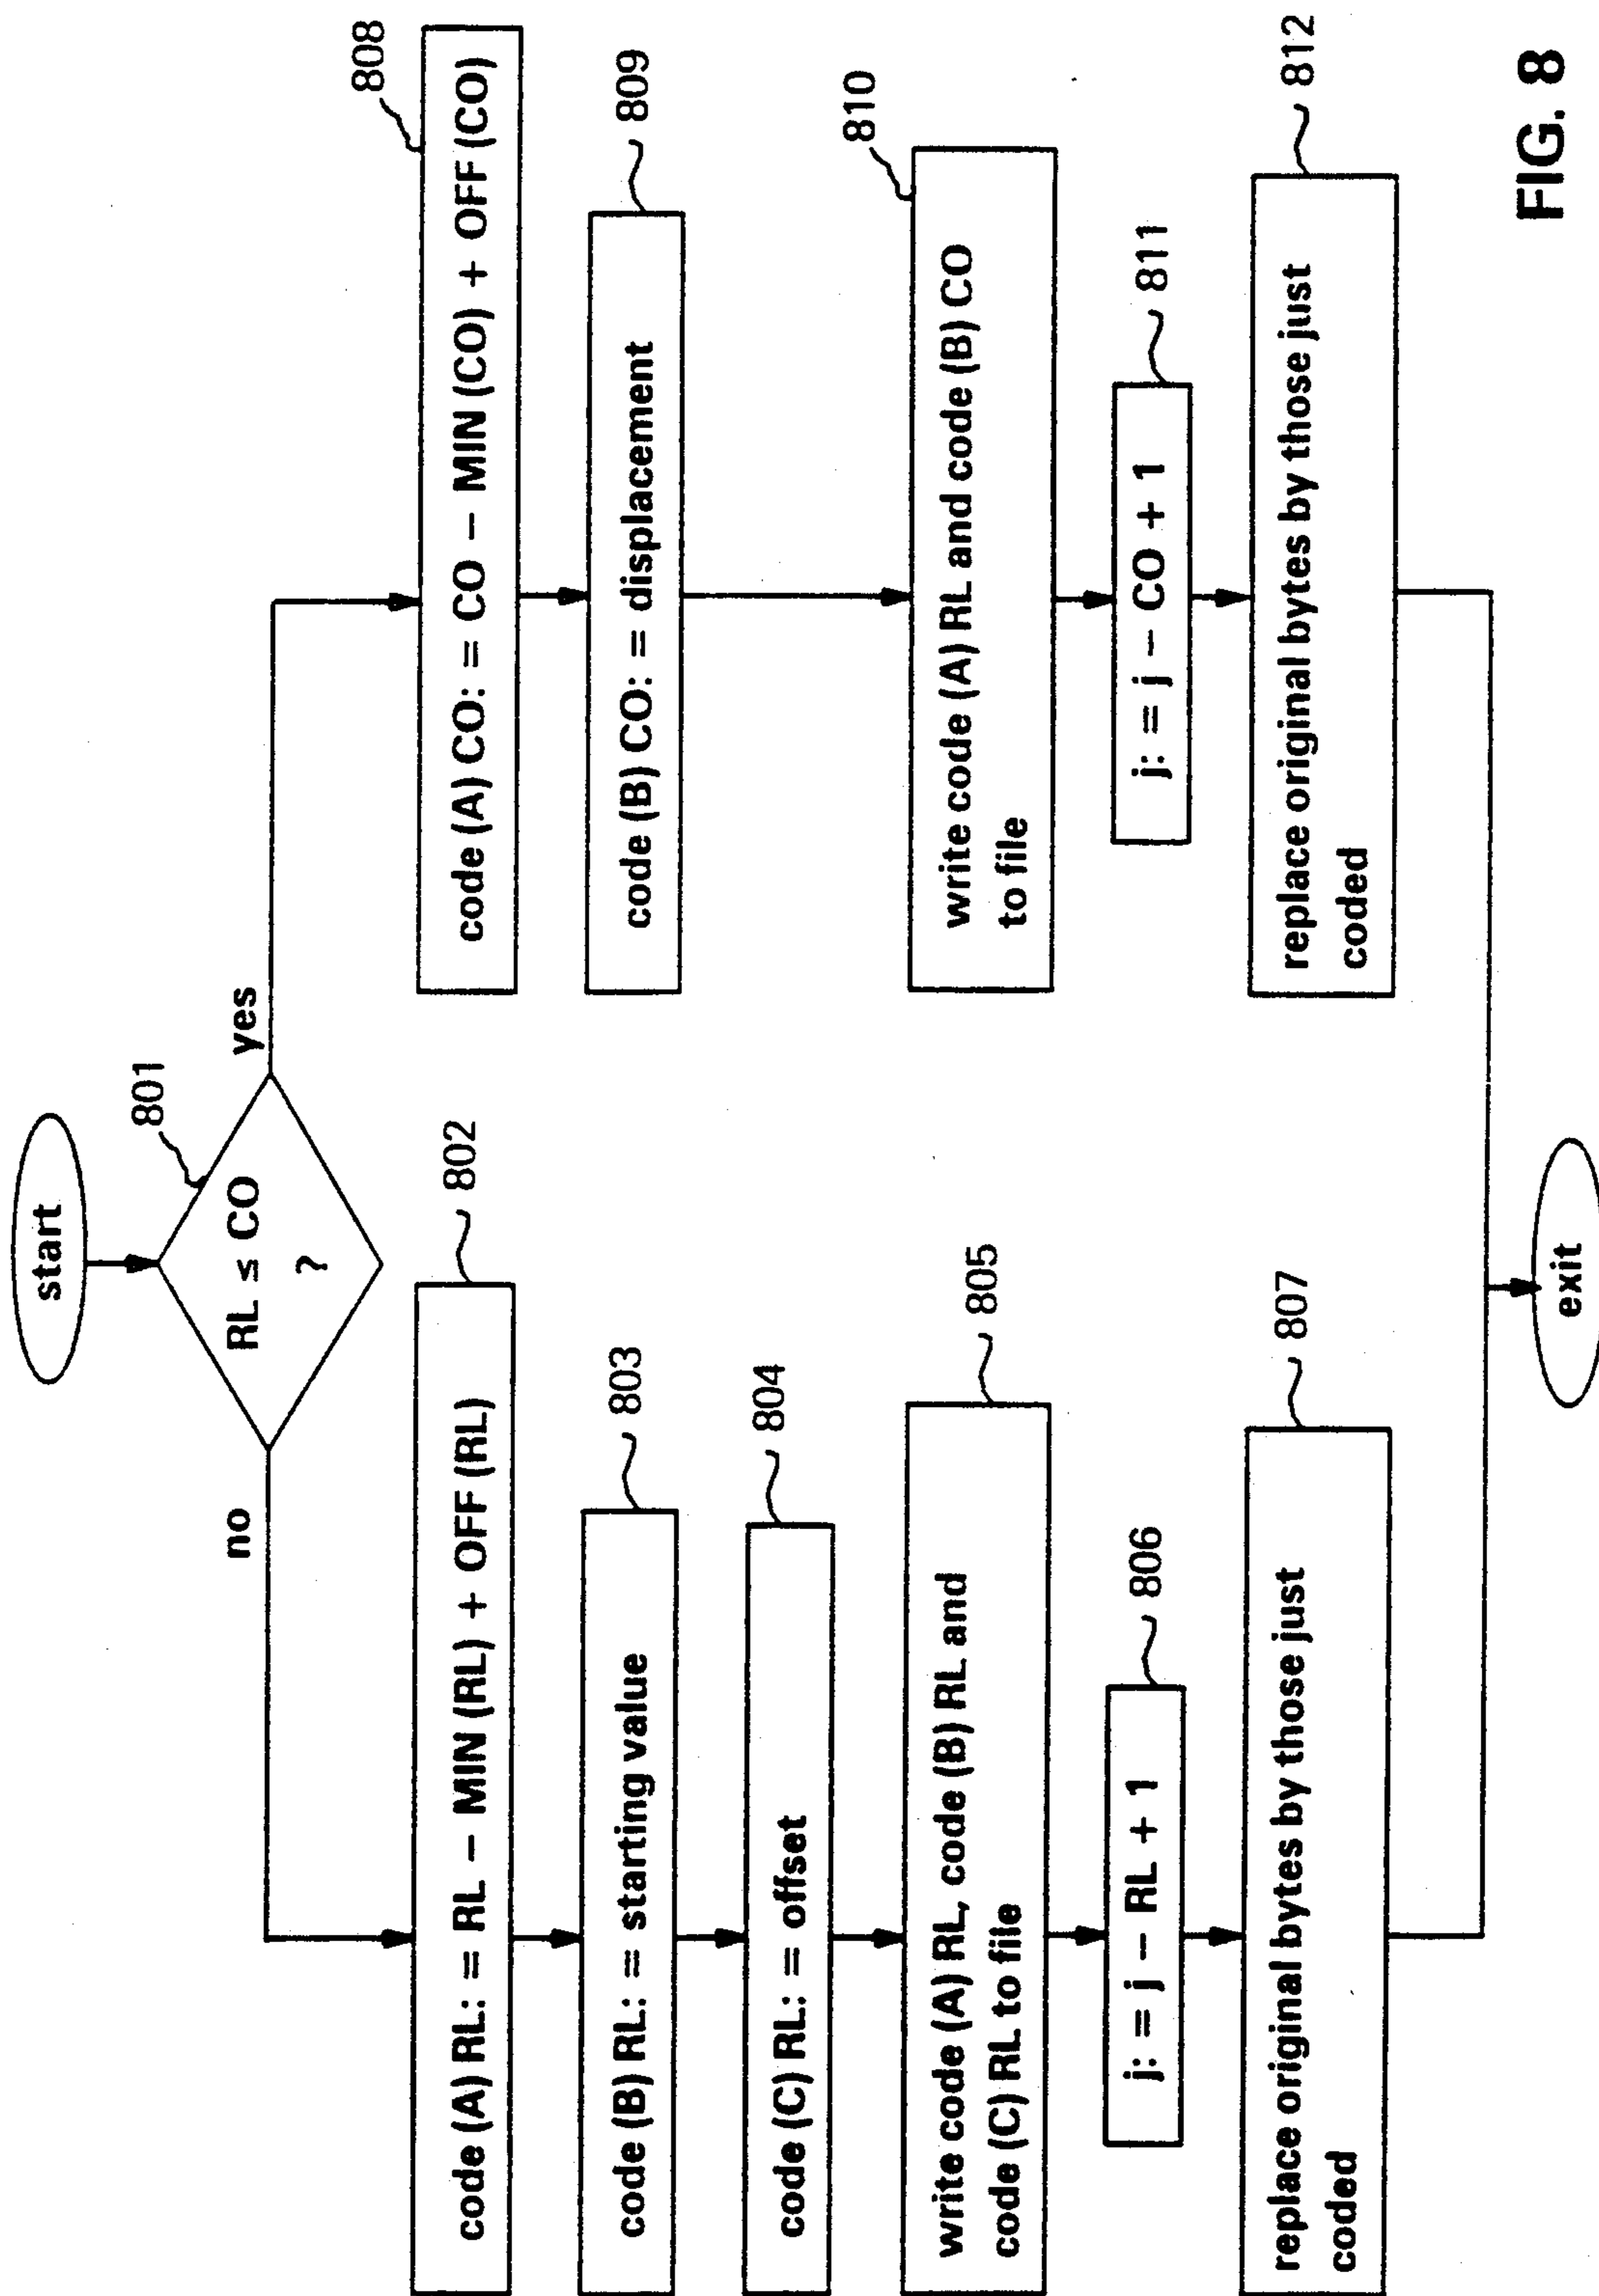 start
801
RL ≤ CO
?
no
yes
code (A) RL: = RL – MIN (RL) + OFF (RL)
802
code (B) RL: = starting value
803
code (C) RL: = offset
804
write code (A) RL, code (B) RL and
code (C) RL to file
805
j: = j – RL + 1
806
replace original bytes by those just
coded
807
code (A) CO: = CO – MIN (CO) + OFF (CO)
808
code (B) CO: = displacement
809
write code (A) RL and code (B) CO
to file
810
j: = j – CO + 1
811
replace original bytes by those just
coded
812
exit
FIG. 8